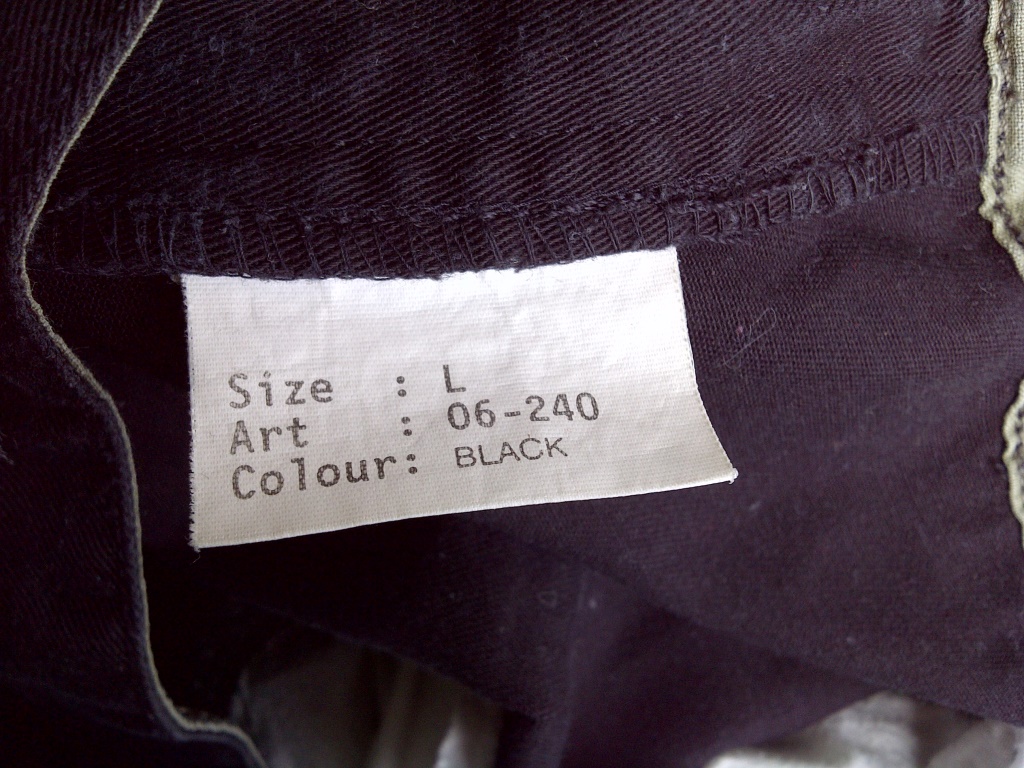 Size : L
Art : 06-240
Colour: BLACK